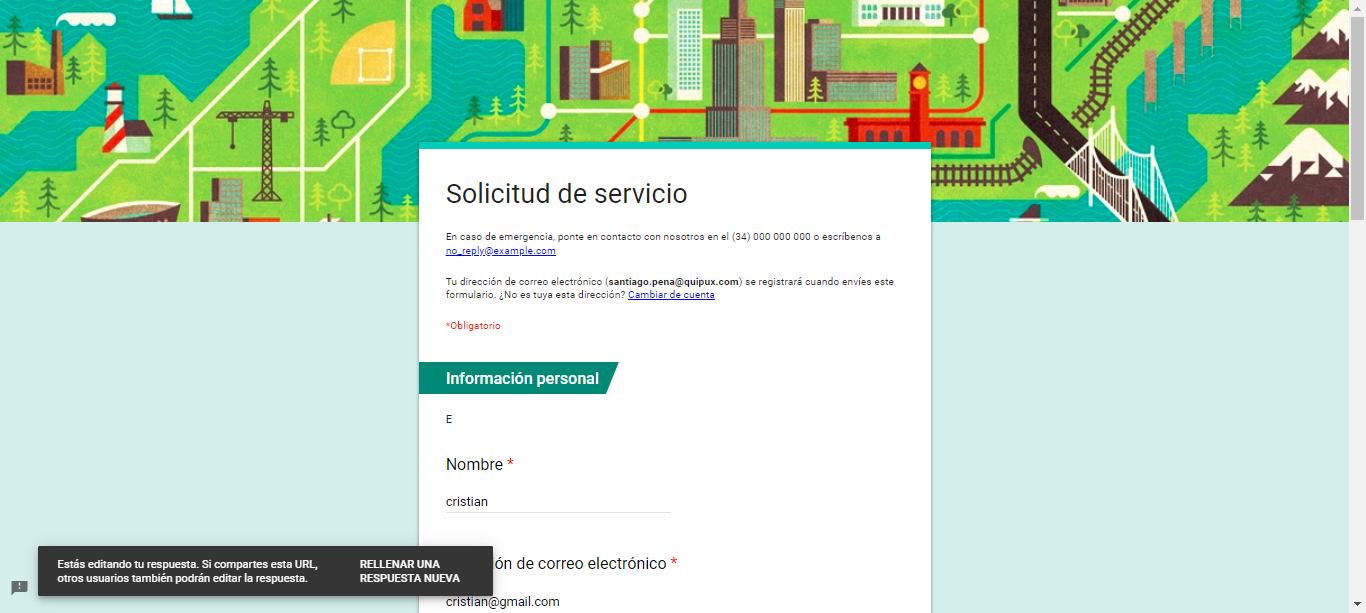 Solicitud de servicio
En caso de emergencia, ponte en contacto con nosotros en el (34) 000 000 000 o escríbenos a
no_reply@example.com
Tu dirección de correo electrónico (santiago.pena@quipux.com) se registrará cuando envíes este
formulario. ¿No es tuya esta dirección? Cambiar de cuenta
*Obligatorio
Información personal
E
Nombre *
cristian
ón de correo electrónico *
cristian@gmail.com
Estás editando tu respuesta. Si compartes esta URL,
otros usuarios también podrán editar la respuesta.
RELLENAR UNA
RESPUESTA NUEVA